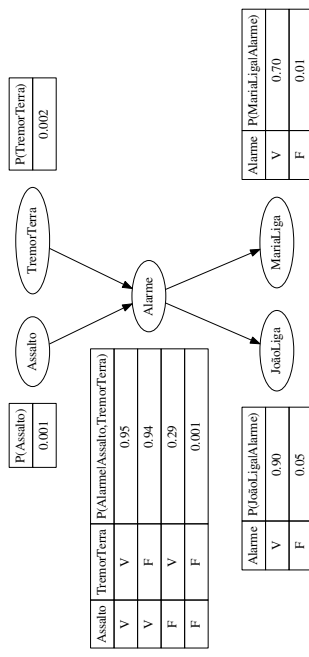 P(Assalto)
0.001
P(TremorTerra)
0.002
Assalto
TremorTerra
Assalto TremorTerra P(Alarme|Assalto,TremorTerra)
V V 0.95
V F 0.94
F V 0.29
F F 0.001
Alarme
Alarme P(JoãoLiga|Alarme)
V 0.90
F 0.05
JoãoLiga
MariaLiga
Alarme P(MariaLiga|Alarme)
V 0.70
F 0.01